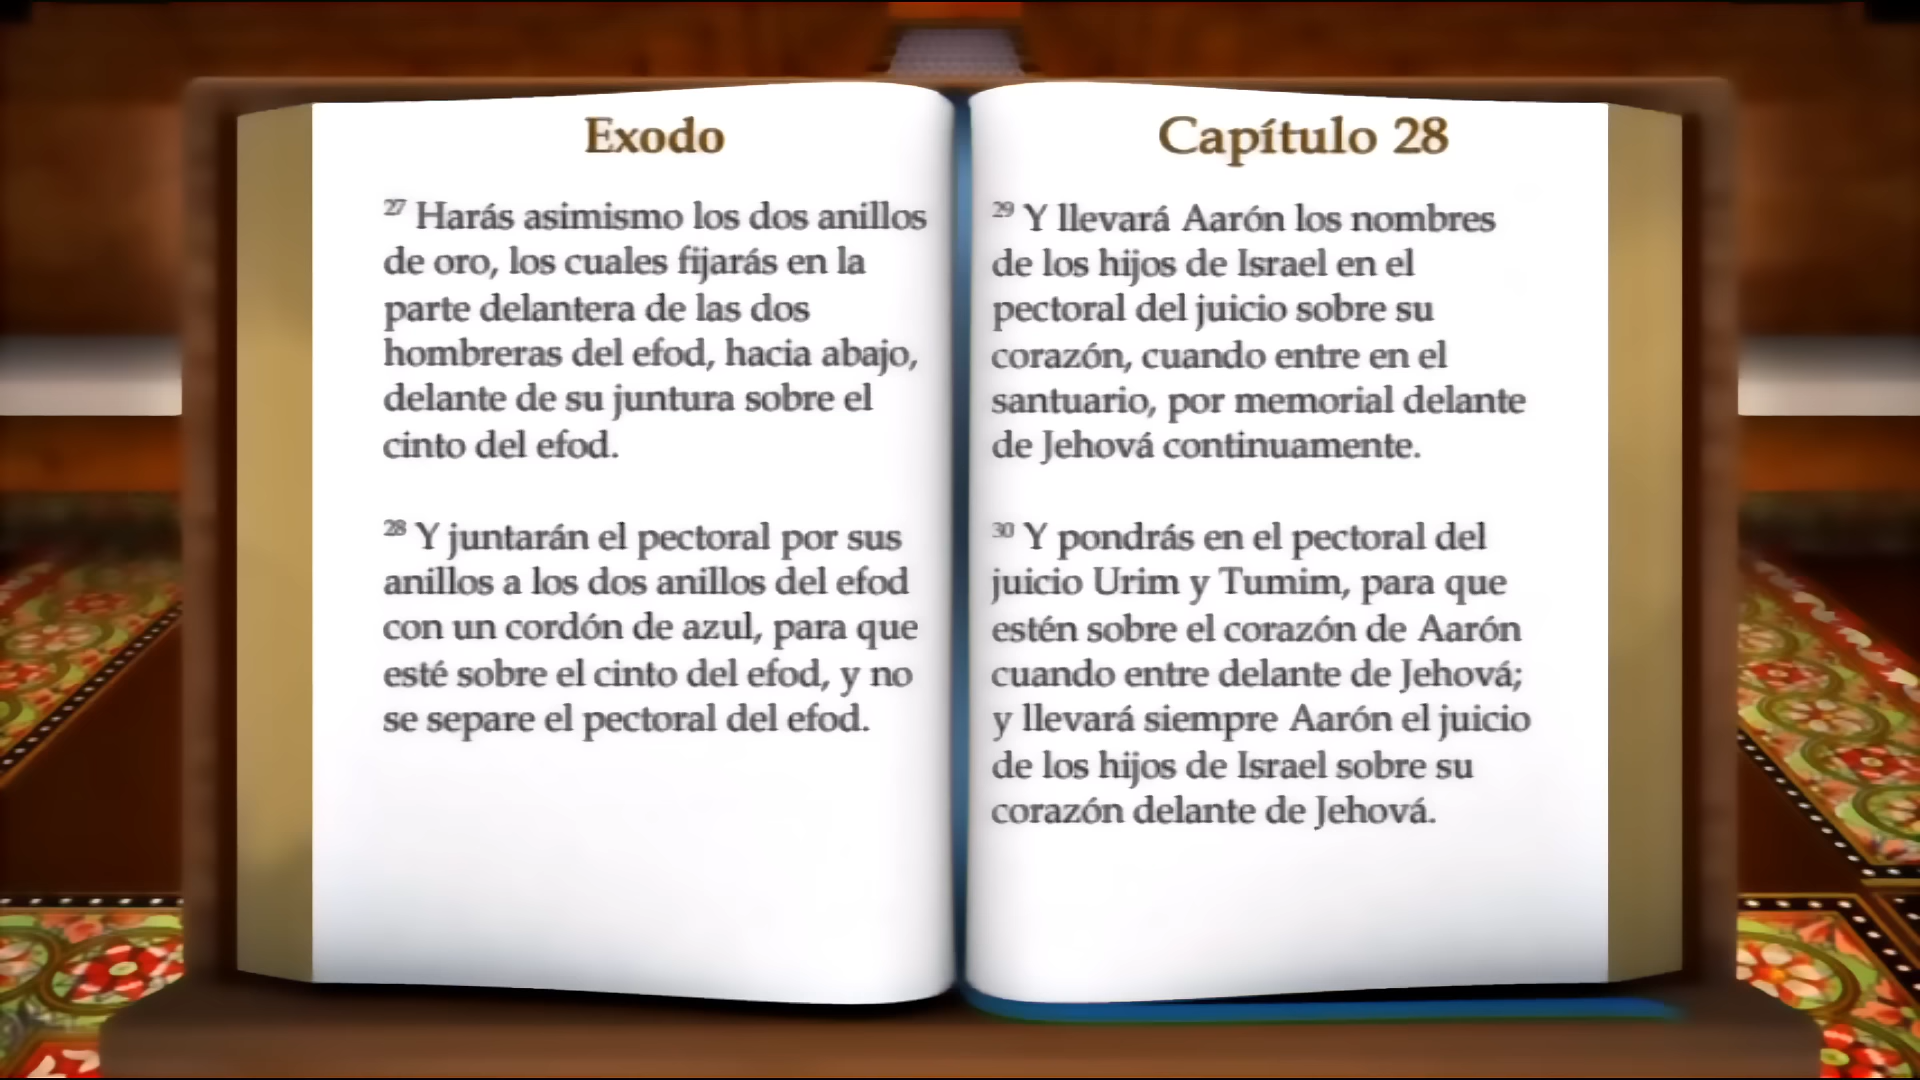 Exodo
27 Harás asimismo los dos anillos
de oro, los cuales fijarás en la
parte delantera de las dos
hombreras del efod, hacia abajo,
delante de su juntura sobre el
cinto del efod.
28 Y juntarán el pectoral por sus
anillos a los dos anillos del efod
con un cordón de azul, para que
esté sobre el cinto del efod, y no
se separe el pectoral del efod.
Capítulo 28
29 Y llevará Aarón los nombres
de los hijos de Israel en el
pectoral del juicio sobre su
corazón, cuando entre en el
santuario, por memorial delante
de Jehová continuamente.
30 Y pondrás en el pectoral del
juicio Urim y Tumim, para que
estén sobre el corazón de Aarón
cuando entre delante de Jehová;
y llevará siempre Aarón el juicio
de los hijos de Israel sobre su
corazón delante de Jehová.